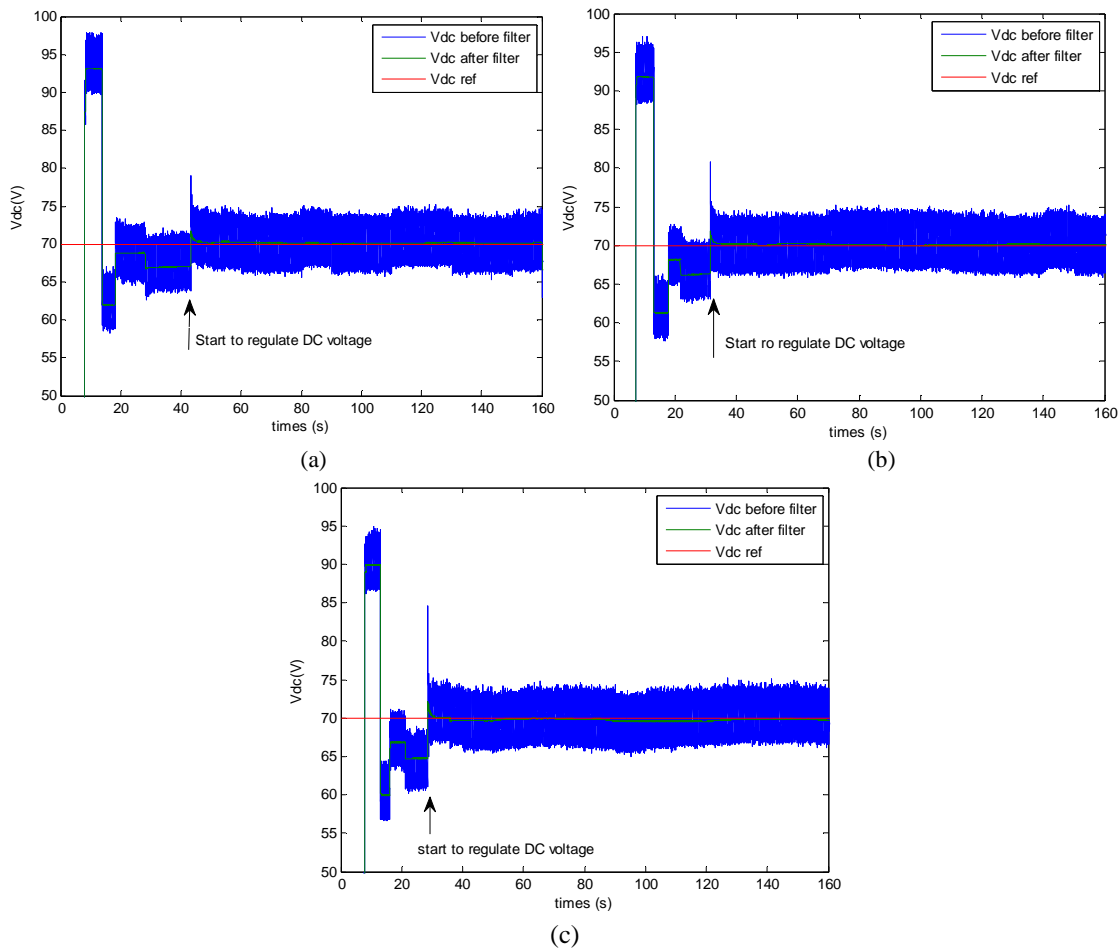 100
95
90
85
80
75
70
65
60
55
50
Vdc(V)
0 20 40 60 80 100 120 140 160
times (s)
Vdc before filter
Vdc after filter
Vdc ref
Start to regulate DC voltage
(a)
100
95
90
85
80
75
70
65
60
55
50
Vdc(V)
0 20 40 60 80 100 120 140 160
times (s)
Vdc before filter
Vdc after filter
Vdc ref
Start ro regulate DC voltage
(b)
100
95
90
85
80
75
70
65
60
55
50
Vdc(V)
0 20 40 60 80 100 120 140 160
times (s)
Vdc before filter
Vdc after filter
Vdc ref
start to regulate DC voltage
(c)